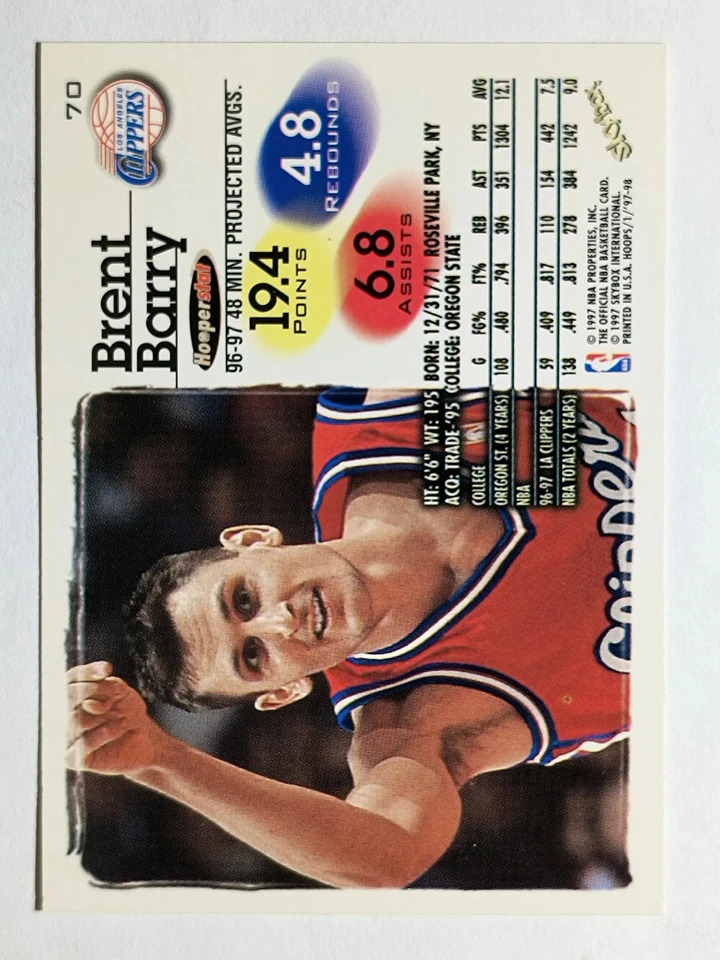 70
LOS ANGELES
CLIPPERS
Brent
Barry
Hooperstat
96-97 48 MIN. PROJECTED AVGS.
19.4
POINTS
4.8
REBOUNDS
6.8
ASSISTS
HT: 6'6" WT: 195 BORN: 12/31/71 ROSEVILLE PARK, NY
ACQ: TRADE-'95 COLLEGE: OREGON STATE
COLLEGE G FG% FT% REB AST PTS AVG
OREGON ST. (4 YEARS) 108 .480 .794 396 351 1304 12.1
NBA
96-97 LA CLIPPERS 59 .409 .817 110 154 442 7.5
NBA TOTALS (2 YEARS) 138 .449 .813 278 384 1242 9.0
NBA
© 1997 NBA PROPERTIES, INC.
THE OFFICIAL NBA BASKETBALL CARD.
© 1997 SKYBOX INTERNATIONAL.
PRINTED IN U.S.A. HOOPS/1/'97-98
SkyBox
Clipper